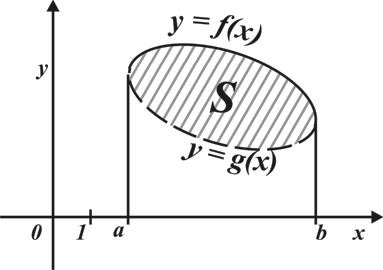 y = f(x)
y
S
y = g(x)
0 1 a b x